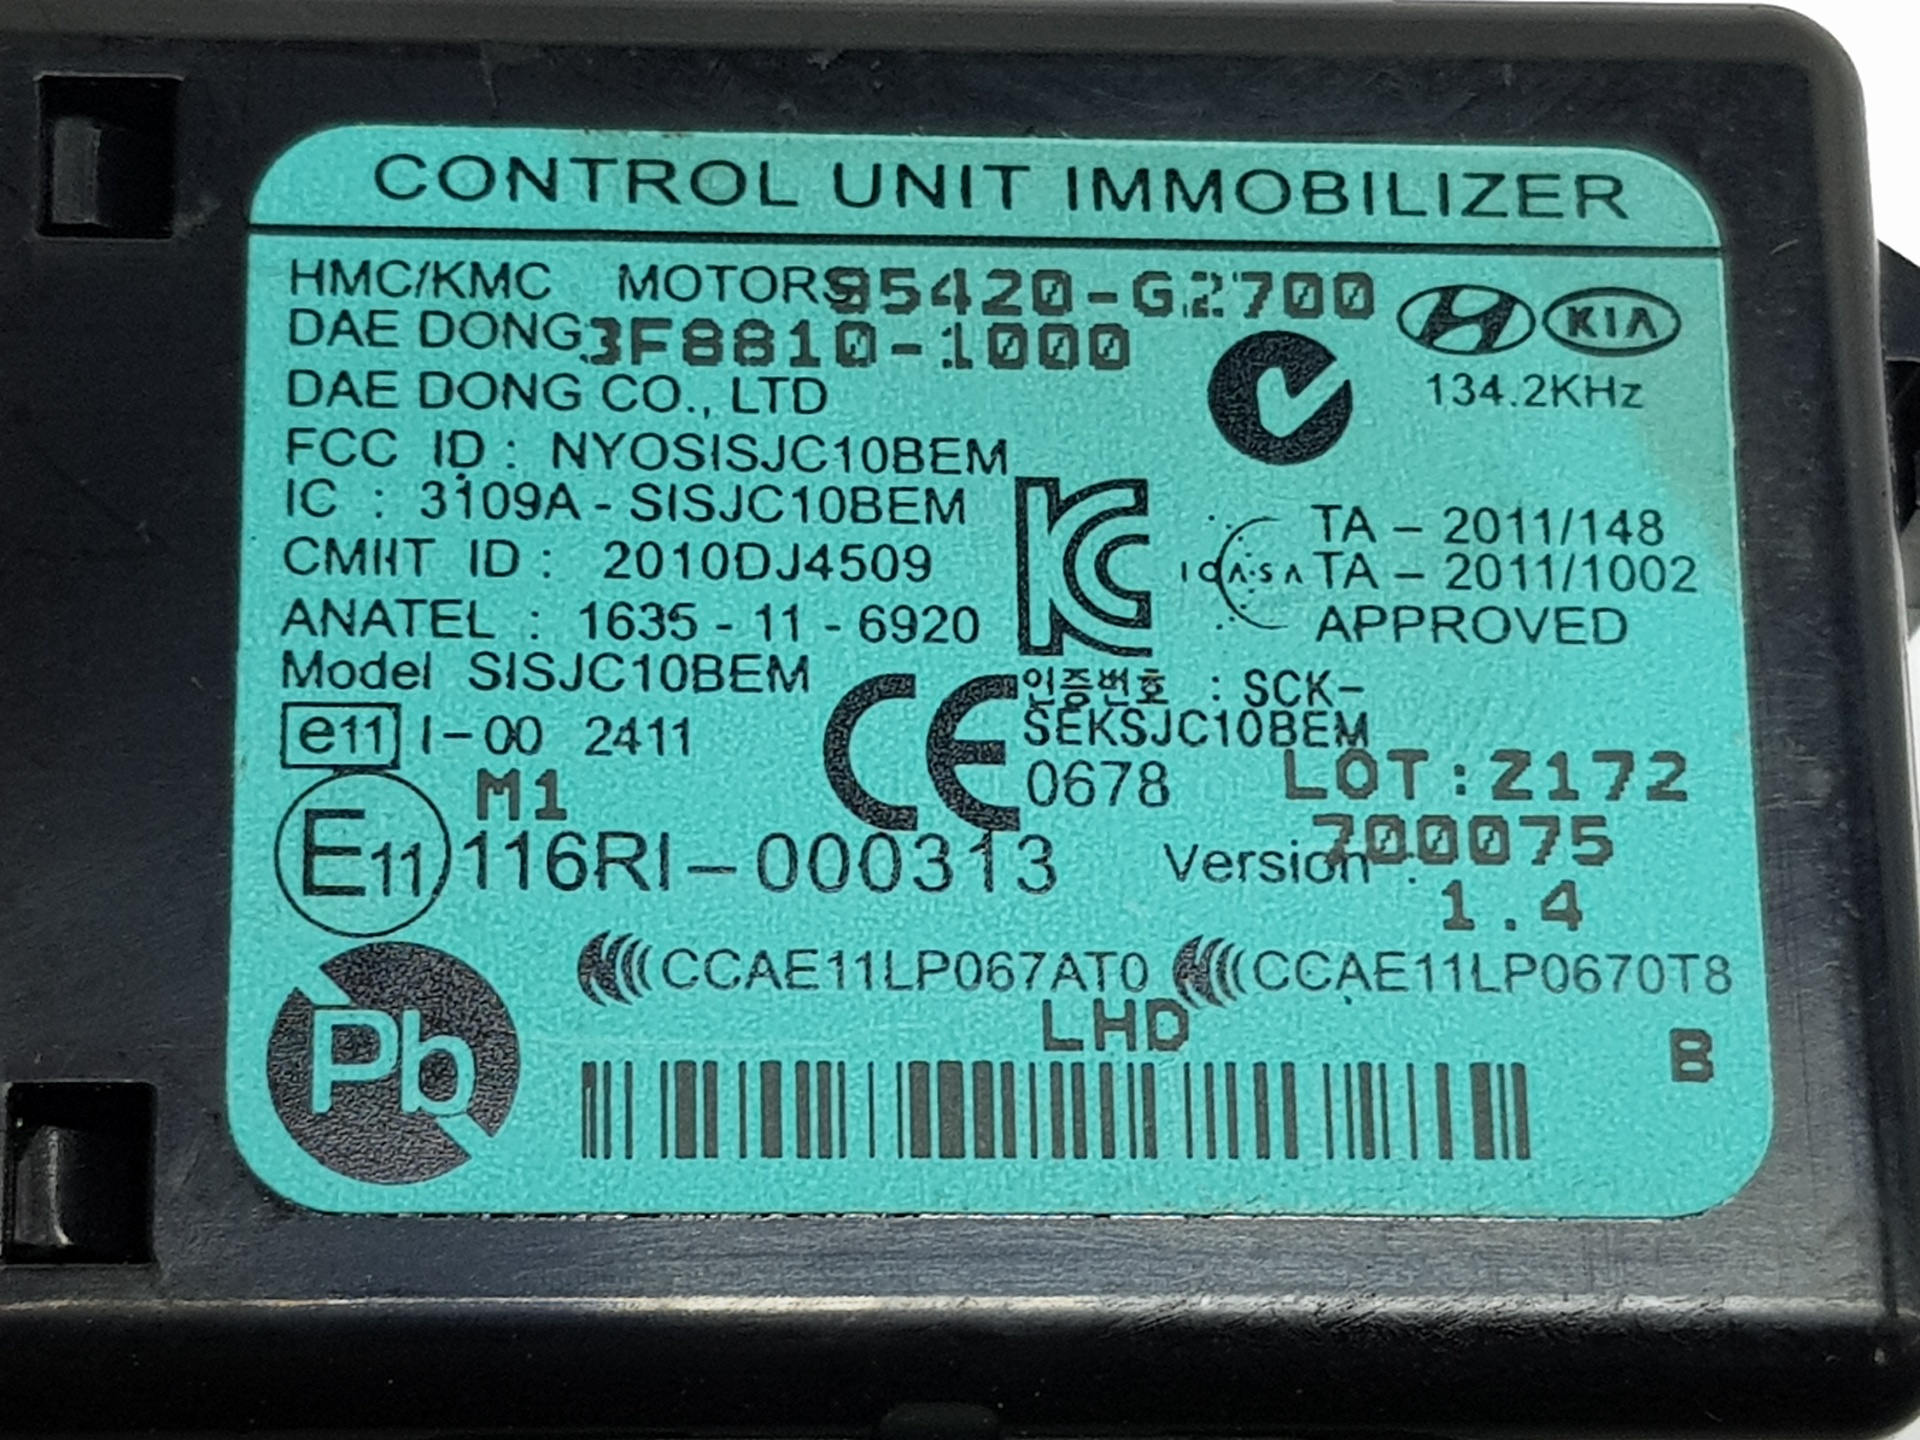 CONTROL UNIT IMMOBILIZER
HMC/KMC MOTORS 95420-G2700
DAE DONG 3F8810-1000
KIA
DAE DONG CO., LTD
134.2KHz
FCC ID : NYOSISJC10BEM
IC : 3109A - SISJC10BEM
TA - 2011/148
CMIIT ID : 2010DJ4509
ICASA TA - 2011/1002
ANATEL : 1635 - 11 - 6920
APPROVED
Model SISJC10BEM
인증번호 : SCK-
SEKSJC10BEM
e11 I-00 2411
CE 0678
LOT:Z172
M1
700075
E11 116RI-000313
Version :
1.4
CCAE11LP067AT0 CCAE11LP0670T8
LHD
Pb
B